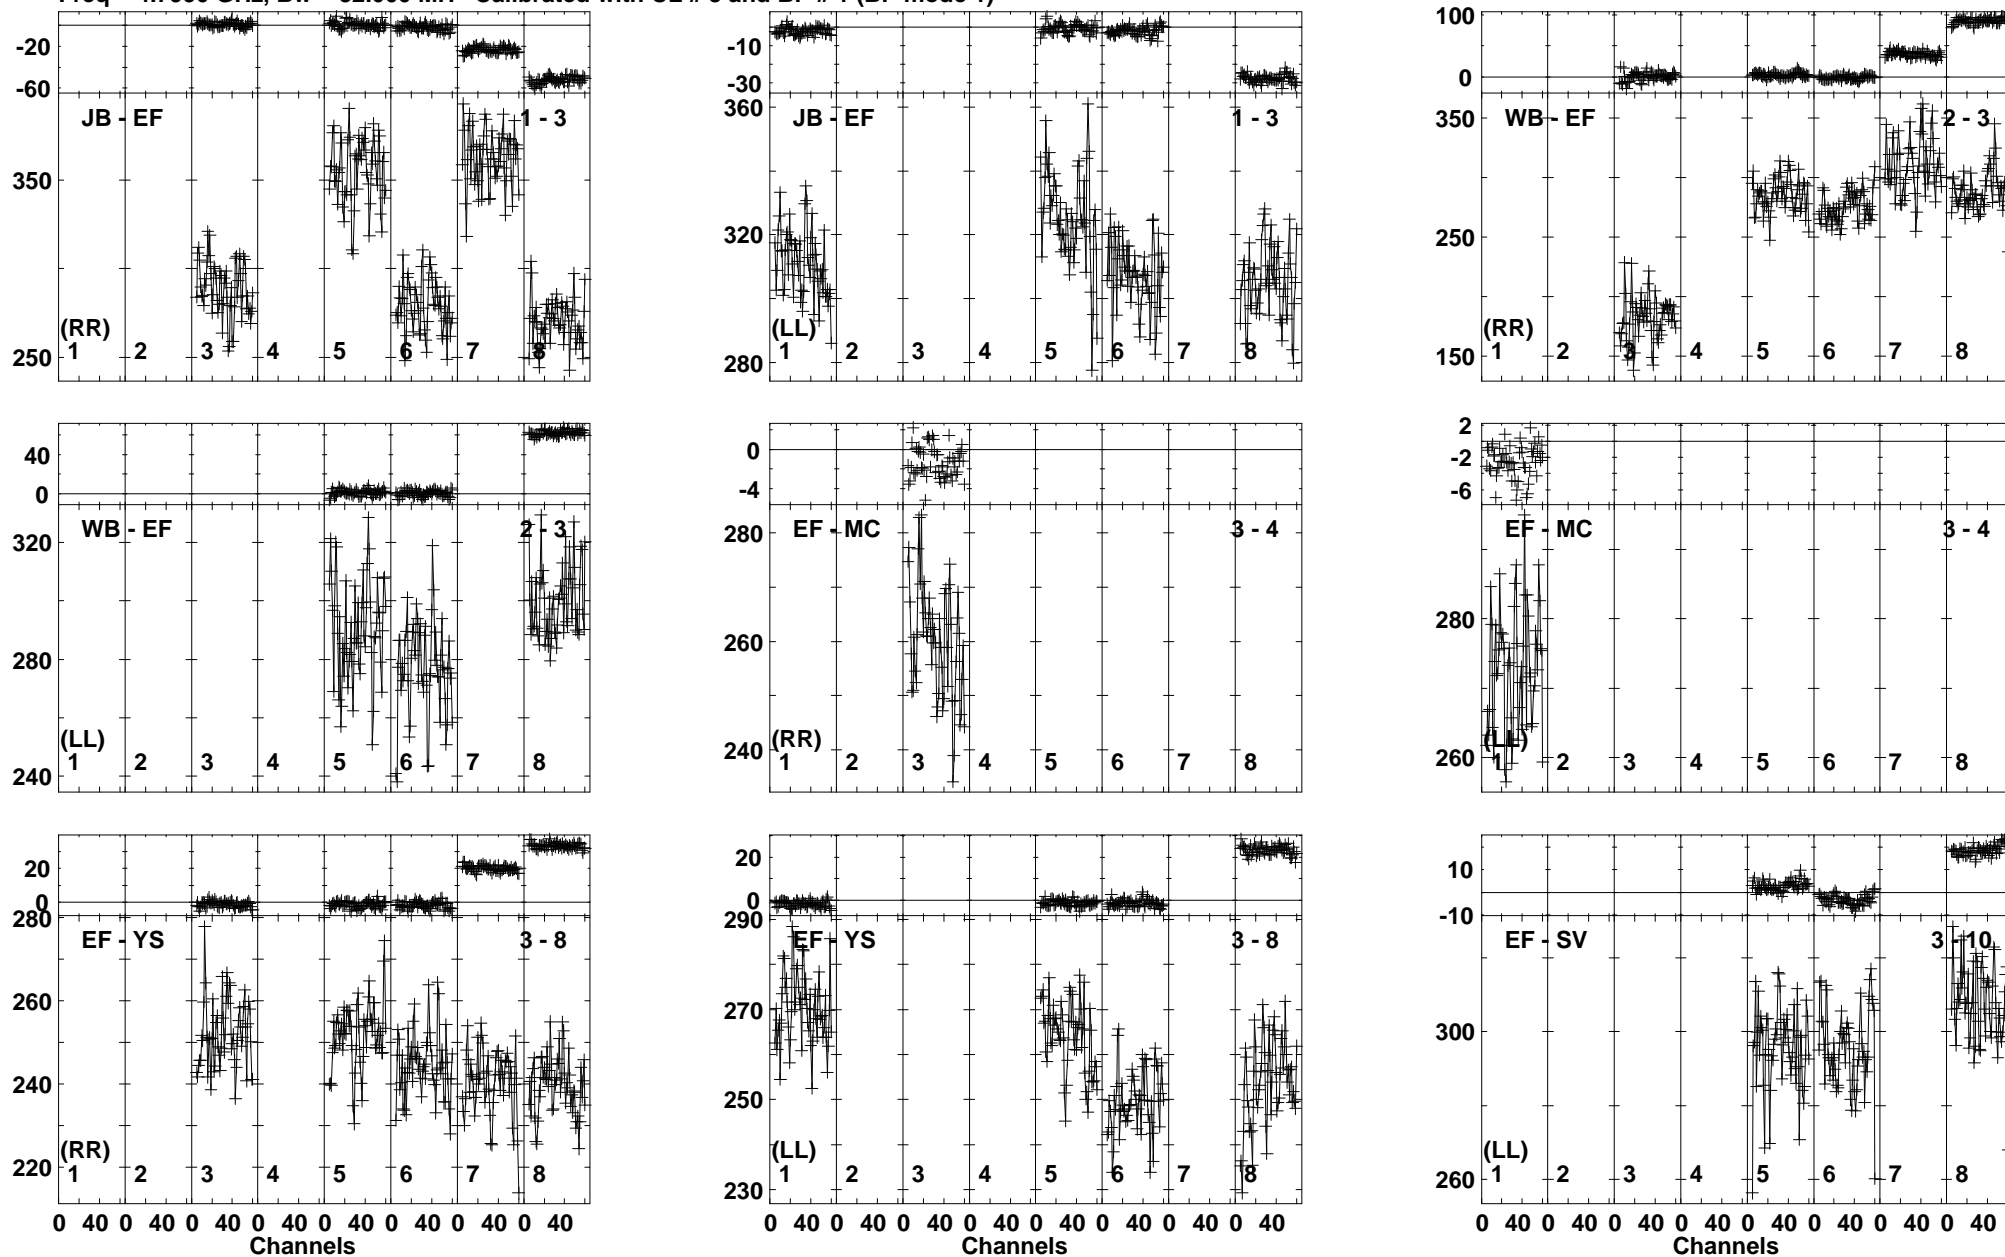 -20
-60
JB - EF
1 - 3
350
250
(RR)
1 2 3 4 5 6 7 8
-10
-30
360
JB - EF
1 - 3
320
280
(LL)
1 2 3 4 5 6 7 8
100
0
350
WB - EF
2 - 3
250
150
(RR)
1 2 3 4 5 6 7 8
40
0
320
WB - EF
2 - 3
280
240
(LL)
1 2 3 4 5 6 7 8
0
-4
280
EF - MC
3 - 4
260
240
(RR)
1 2 3 4 5 6 7 8
2
-2
-6
EF - MC
3 - 4
280
260
(LL)
1 2 3 4 5 6 7 8
20
0
280
EF - YS
3 - 8
260
240
220
(RR)
1 2 3 4 5 6 7 8
0 40 0 40 0 40 0 40 0 40 0 40 0 40 0 40
Channels
20
0
290
EF - YS
3 - 8
270
250
230
(LL)
1 2 3 4 5 6 7 8
0 40 0 40 0 40 0 40 0 40 0 40 0 40 0 40
Channels
10
-10
EF - SV
3 - 10
300
260
(LL)
1 2 3 4 5 6 7 8
0 40 0 40 0 40 0 40 0 40 0 40 0 40 0 40
Channels